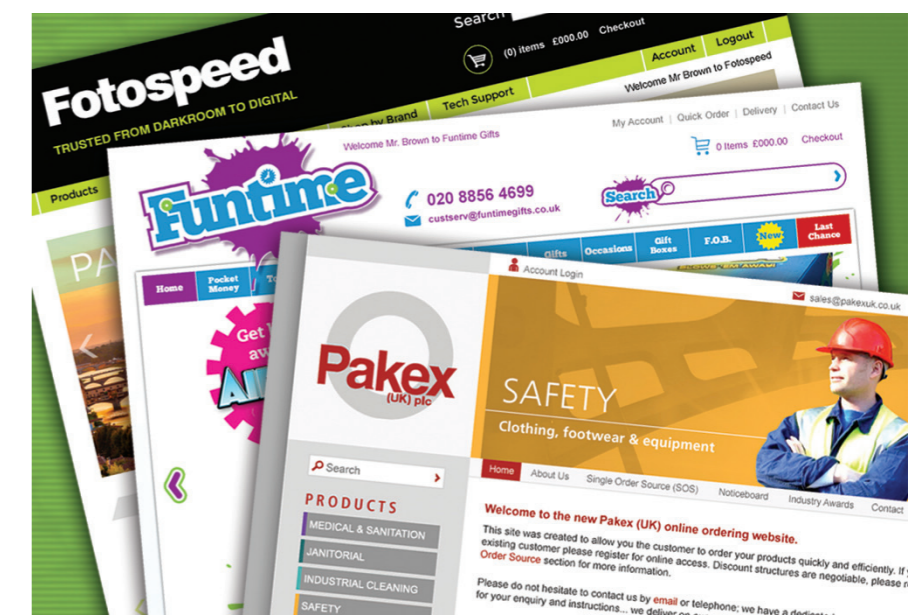 Search
(0) items £000.00 Checkout
Fotospeed
TRUSTED FROM DARKROOM TO DIGITAL
Account Logout
Welcome Mr Brown to Fotospeed
Products
by Brand Tech Support
PA
Welcome Mr. Brown to Funtime Gifts
My Account | Quick Order | Delivery | Contact Us
0 Items £000.00 Checkout
Funtime
020 8856 4699
custserv@funtimegifts.co.uk
Search
Home Pocket Money
Gifts Occasions Gift Boxes F.O.B. New Last Chance
Get
Account Login
sales@pakexuk.co.uk
Pakex
(UK) plc
SAFETY
Clothing, footwear & equipment
Search
Home About Us Single Order Source (SOS) Noticeboard Industry Awards Contact
PRODUCTS
MEDICAL & SANITATION
JANITORIAL
INDUSTRIAL CLEANING
SAFETY
Welcome to the new Pakex (UK) online ordering website.
This site was created to allow you the customer to order your products quickly and efficiently. If
existing customer please register for online access. Discount structures are negotiable, please
Order Source section for more information.
Please do not hesitate to contact us by email or telephone; we have a
for your enquiry and instructions... we deliver on